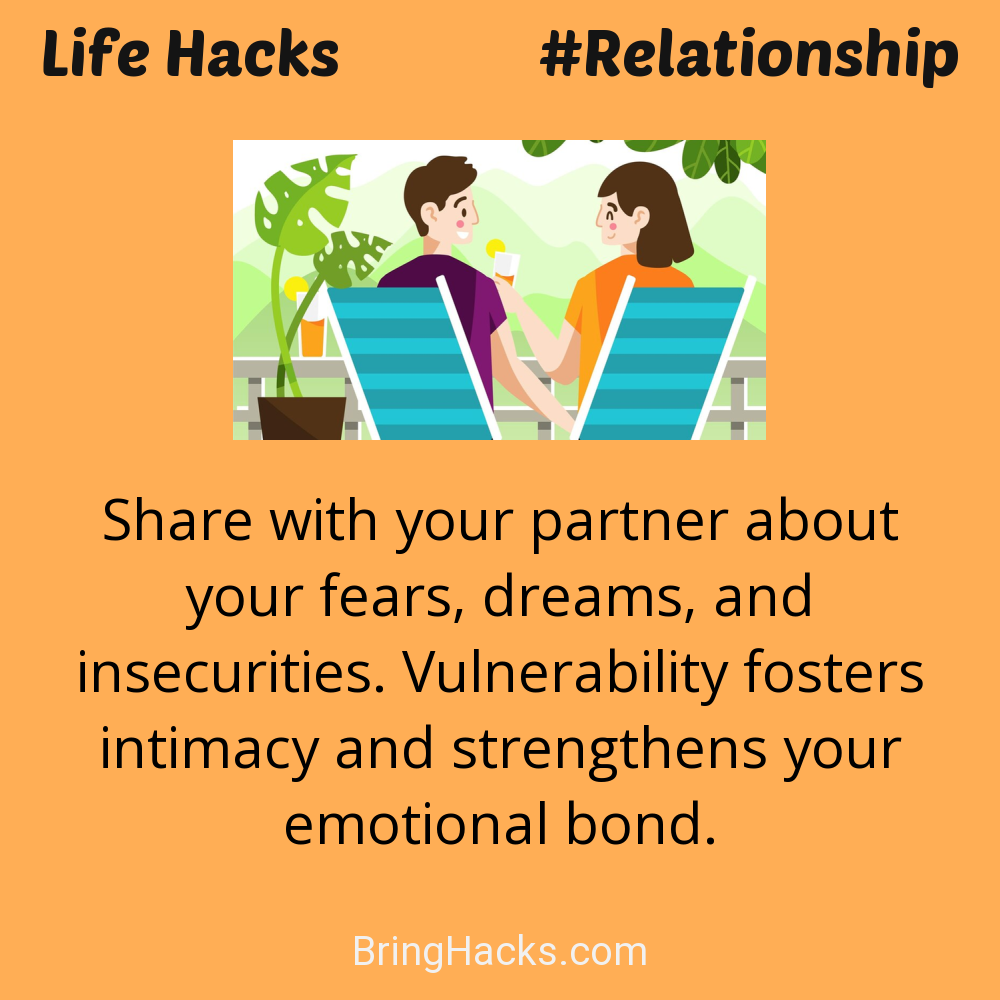 Life Hacks #Relationship
Share with your partner about
your fears, dreams, and
insecurities. Vulnerability fosters
intimacy and strengthens your
emotional bond.
BringHacks.com